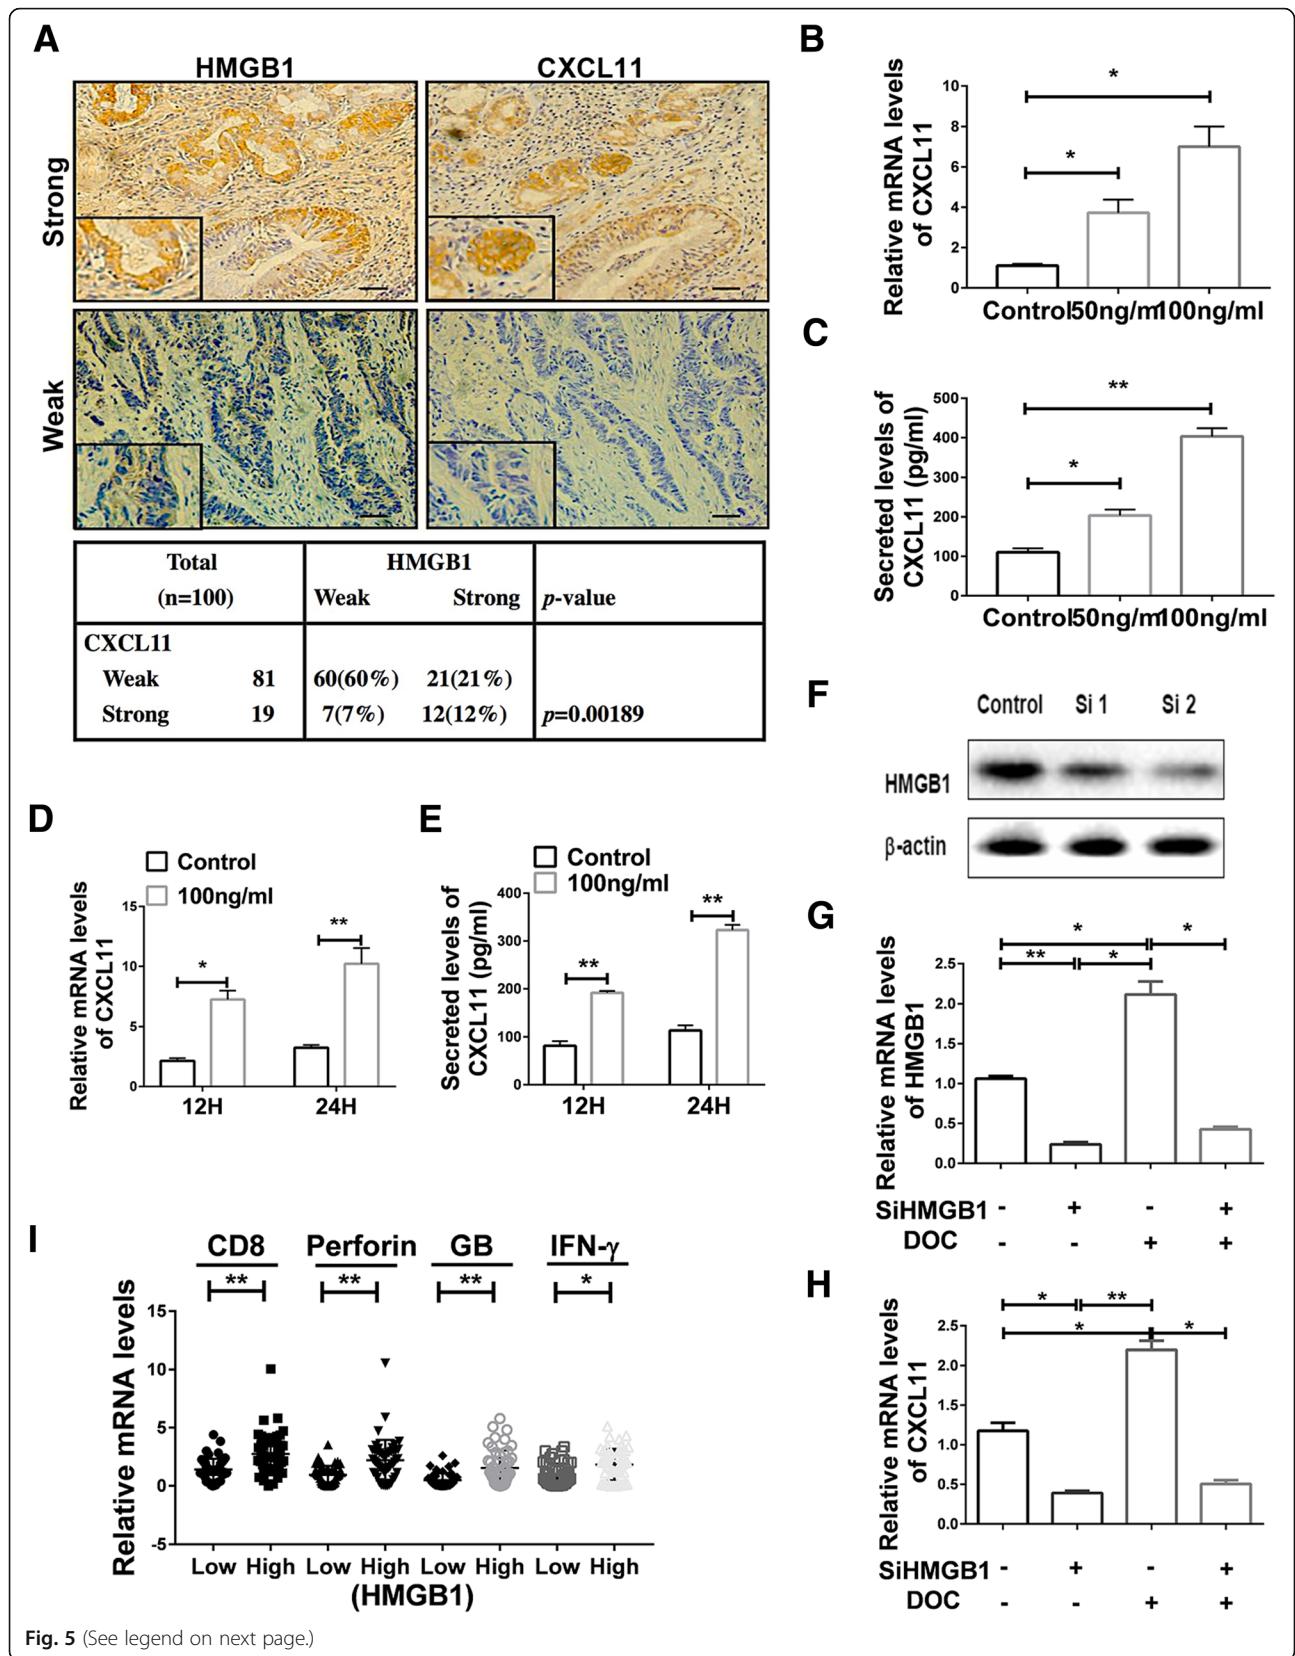 A
HMGB1 CXCL11
Strong
Weak
Total HMGB1
(n=100) Weak Strong p-value
CXCL11
Weak 81 60(60%) 21(21%)
Strong 19 7(7%) 12(12%) p=0.00189
B
Relative mRNA levels
of CXCL11
10
8
6
4
2
0
*
*
Control 50ng/ml 100ng/ml
C
Secreted levels of
CXCL11 (pg/ml)
500
400
300
200
100
0
**
*
Control 50ng/ml 100ng/ml
D
Control
100ng/ml
Relative mRNA levels
of CXCL11
15
10
5
0
* **
12H 24H
E
Control
100ng/ml
Secreted levels of
CXCL11 (pg/ml)
400
300
200
100
0
** **
12H 24H
F
Control Si 1 Si 2
HMGB1
β-actin
G
Relative mRNA levels
of HMGB1
2.5
2.0
1.5
1.0
0.5
0.0
* *
** *
SiHMGB1 - + - +
DOC - - + +
H
Relative mRNA levels
of CXCL11
2.5
2.0
1.5
1.0
0.5
0.0
* **
* *
SiHMGB1 - + - +
DOC - - + +
I
CD8 Perforin GB IFN-γ
** ** ** *
Relative mRNA levels
15
10
5
0
-5
Low High Low High Low High Low High
(HMGB1)
Fig. 5 (See legend on next page.)